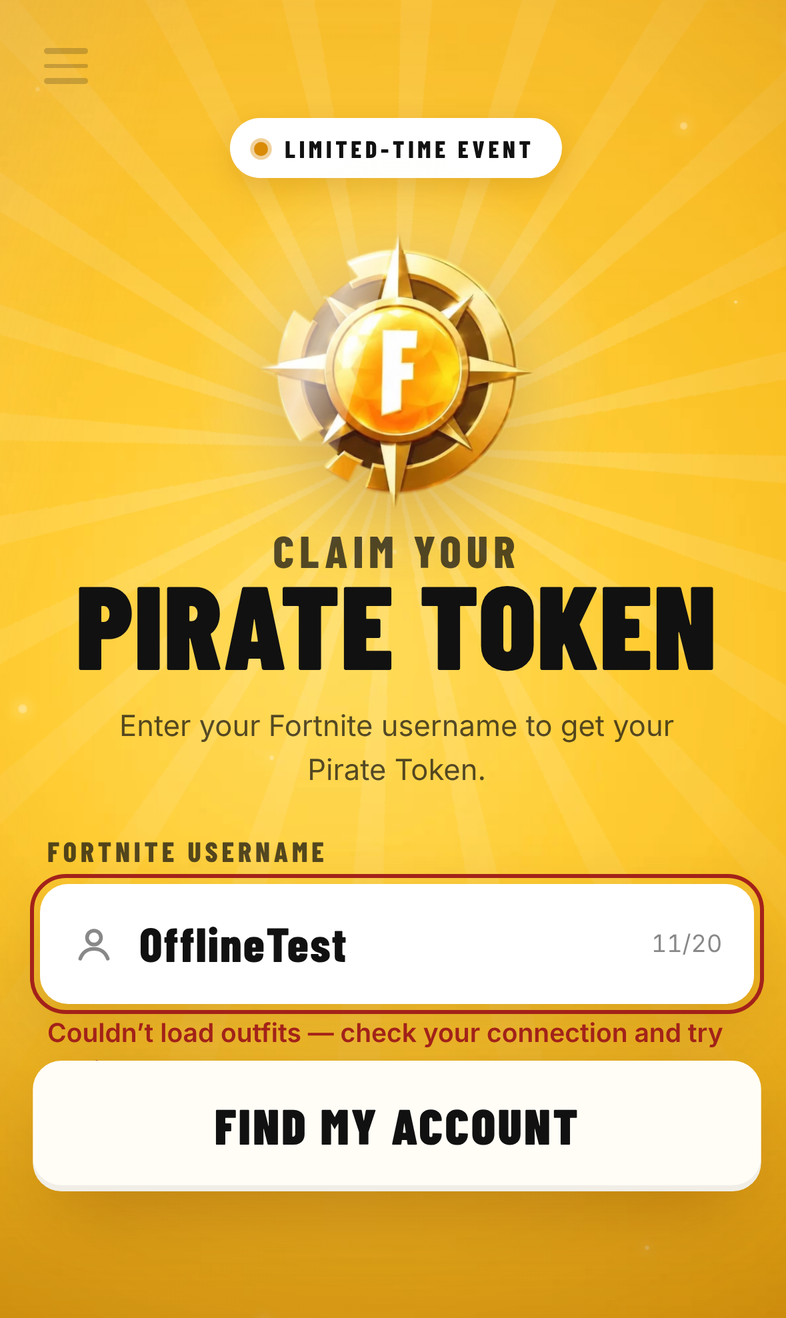 LIMITED-TIME EVENT
F
CLAIM YOUR
PIRATE TOKEN
Enter your Fortnite username to get your
Pirate Token.
FORTNITE USERNAME
OfflineTest
11/20
Couldn’t load outfits — check your connection and try
FIND MY ACCOUNT